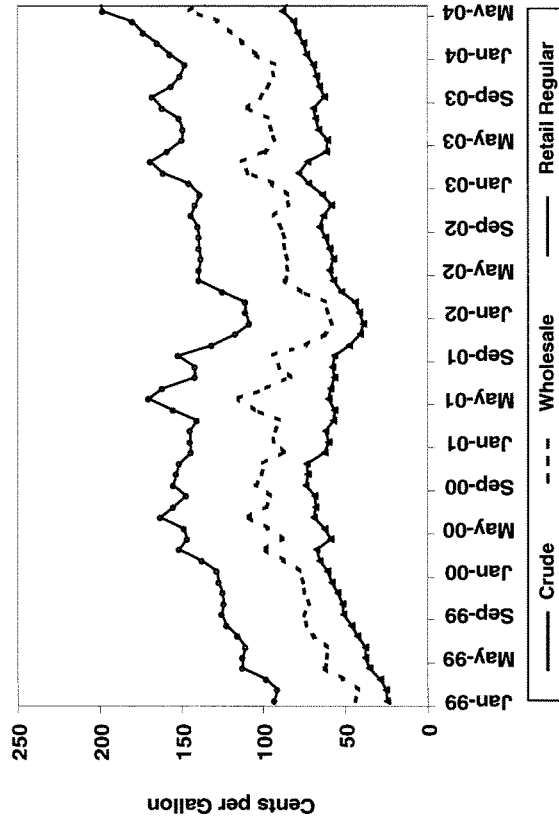 250
200
150
100
50
0
Cents per Gallon
Jan-99
May-99
Sep-99
Jan-00
May-00
Sep-00
Jan-01
May-01
Sep-01
Jan-02
May-02
Sep-02
Jan-03
May-03
Sep-03
Jan-04
May-04
Crude Wholesale Retail Regular